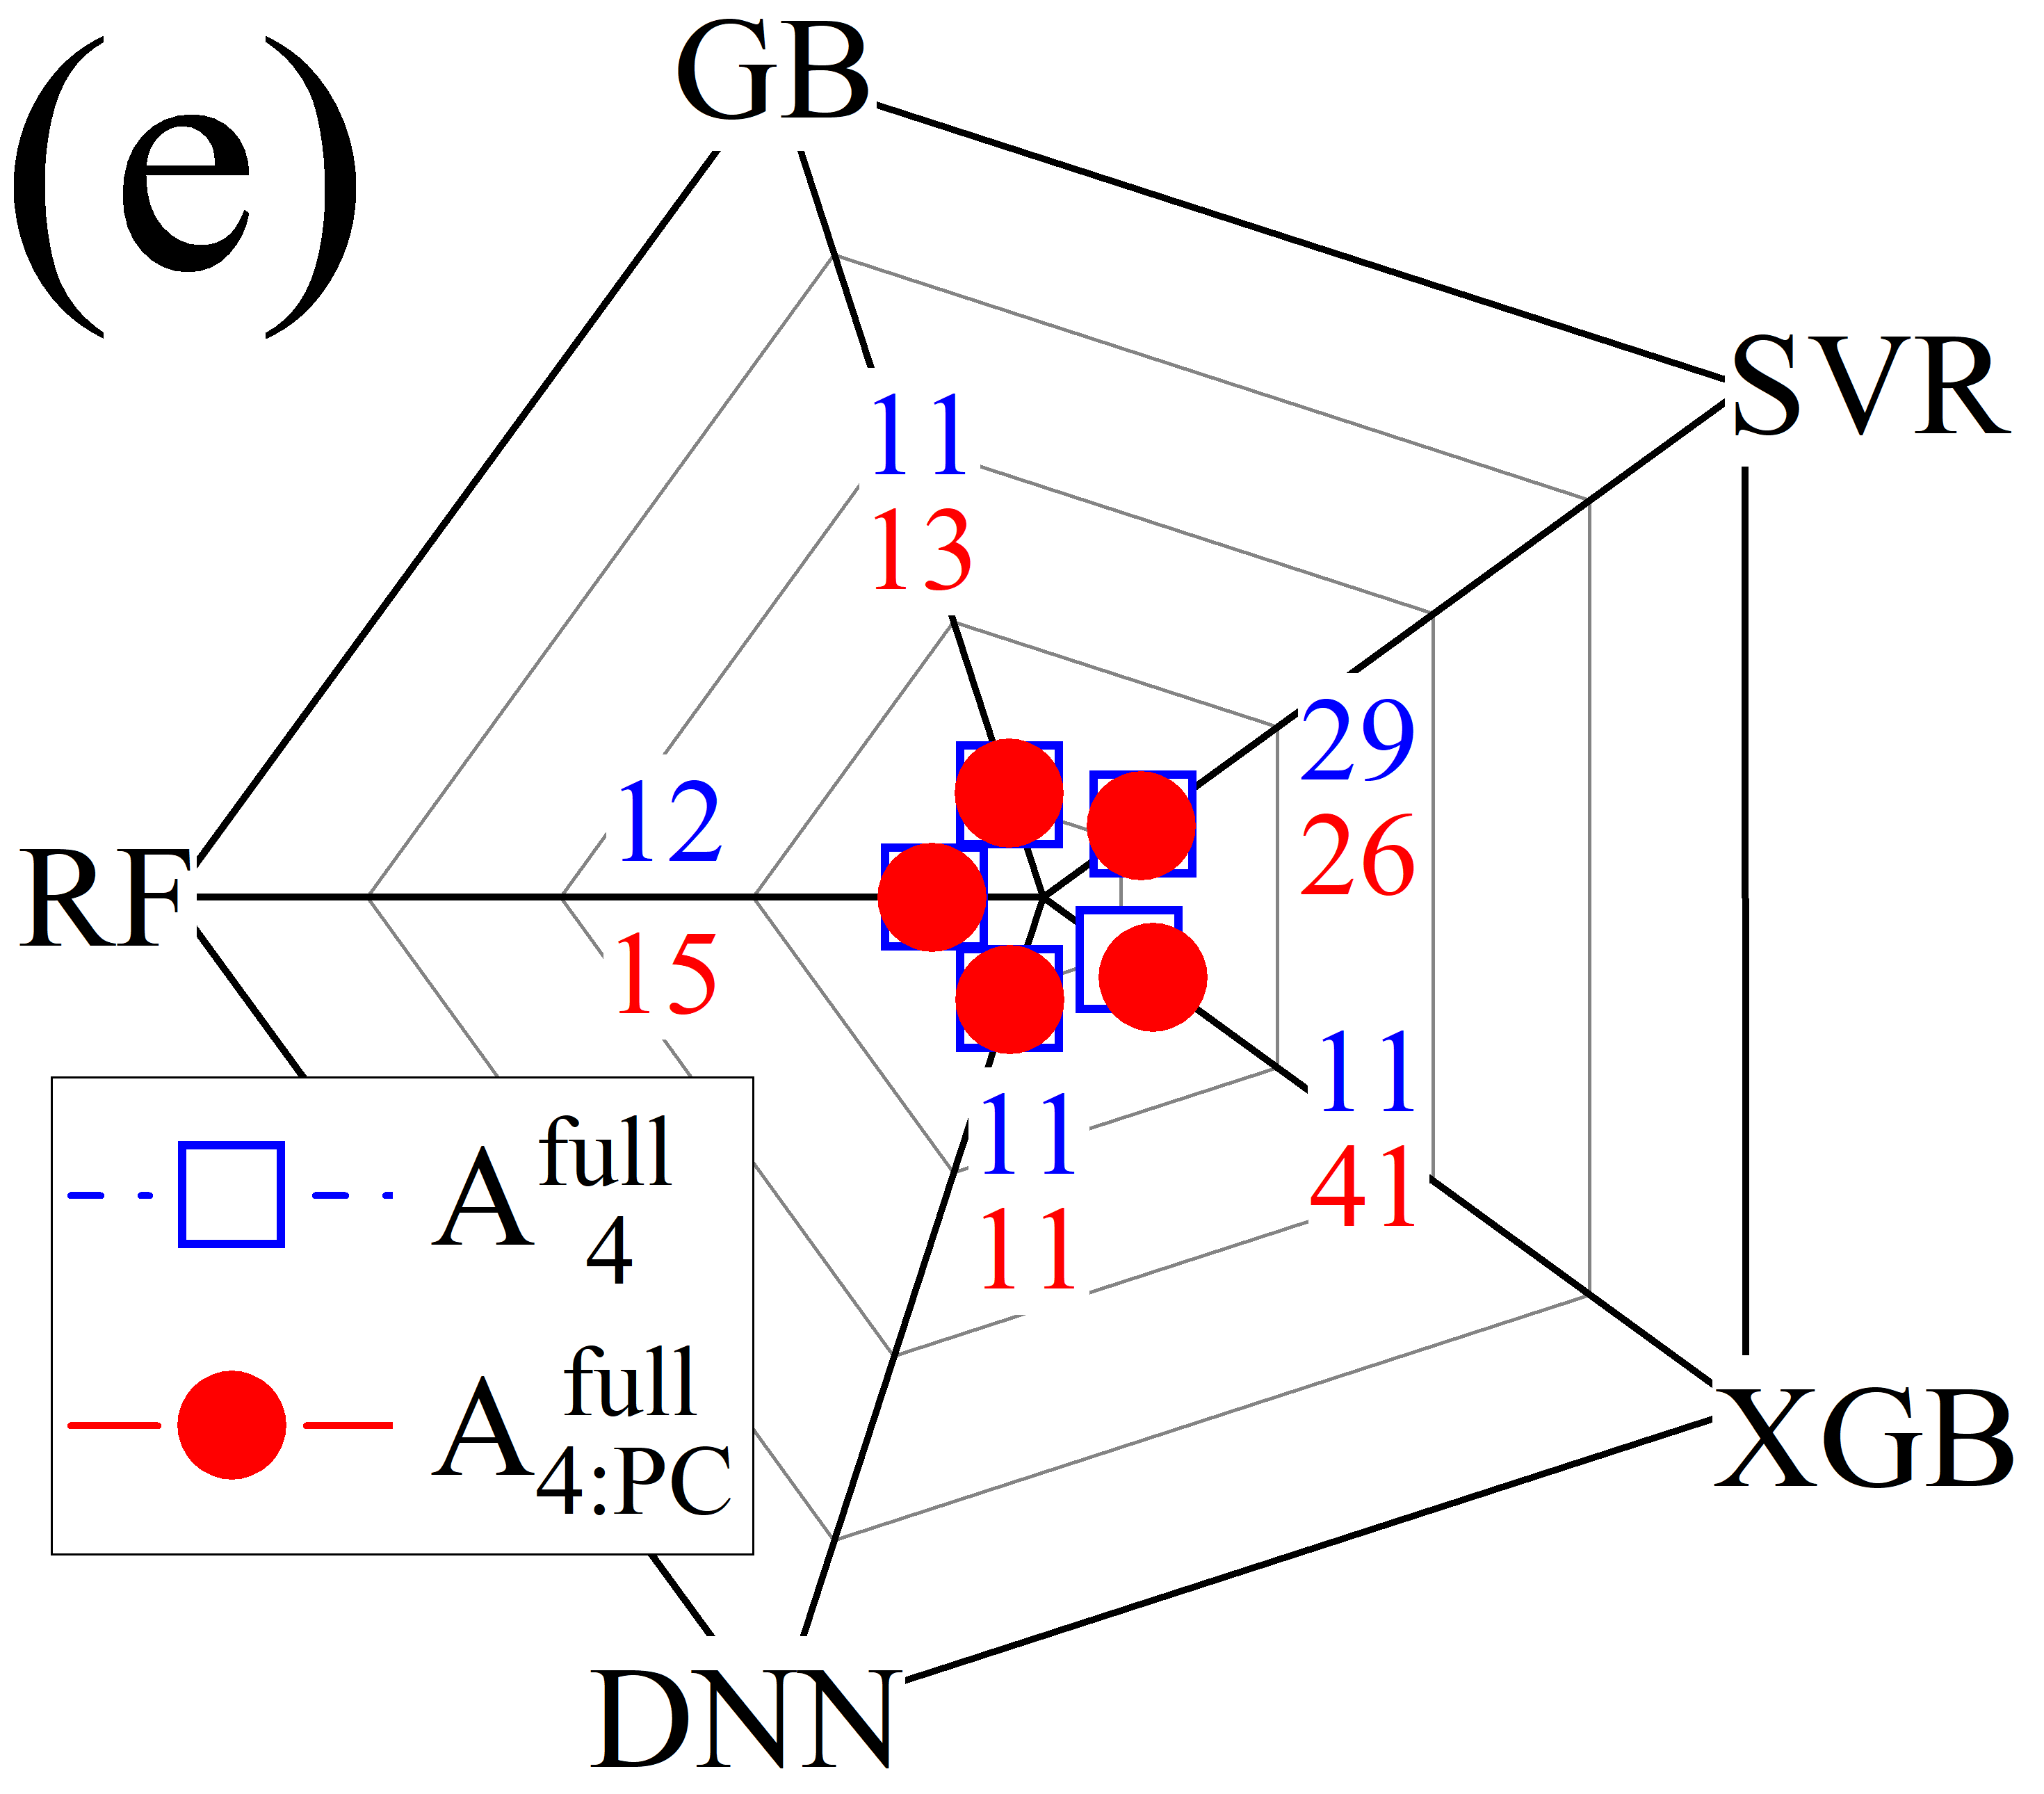 (e)
GB
SVR
11
13
29
26
12
RF
15
11
41
11
11
A full 4
A full 4:PC
XGB
DNN